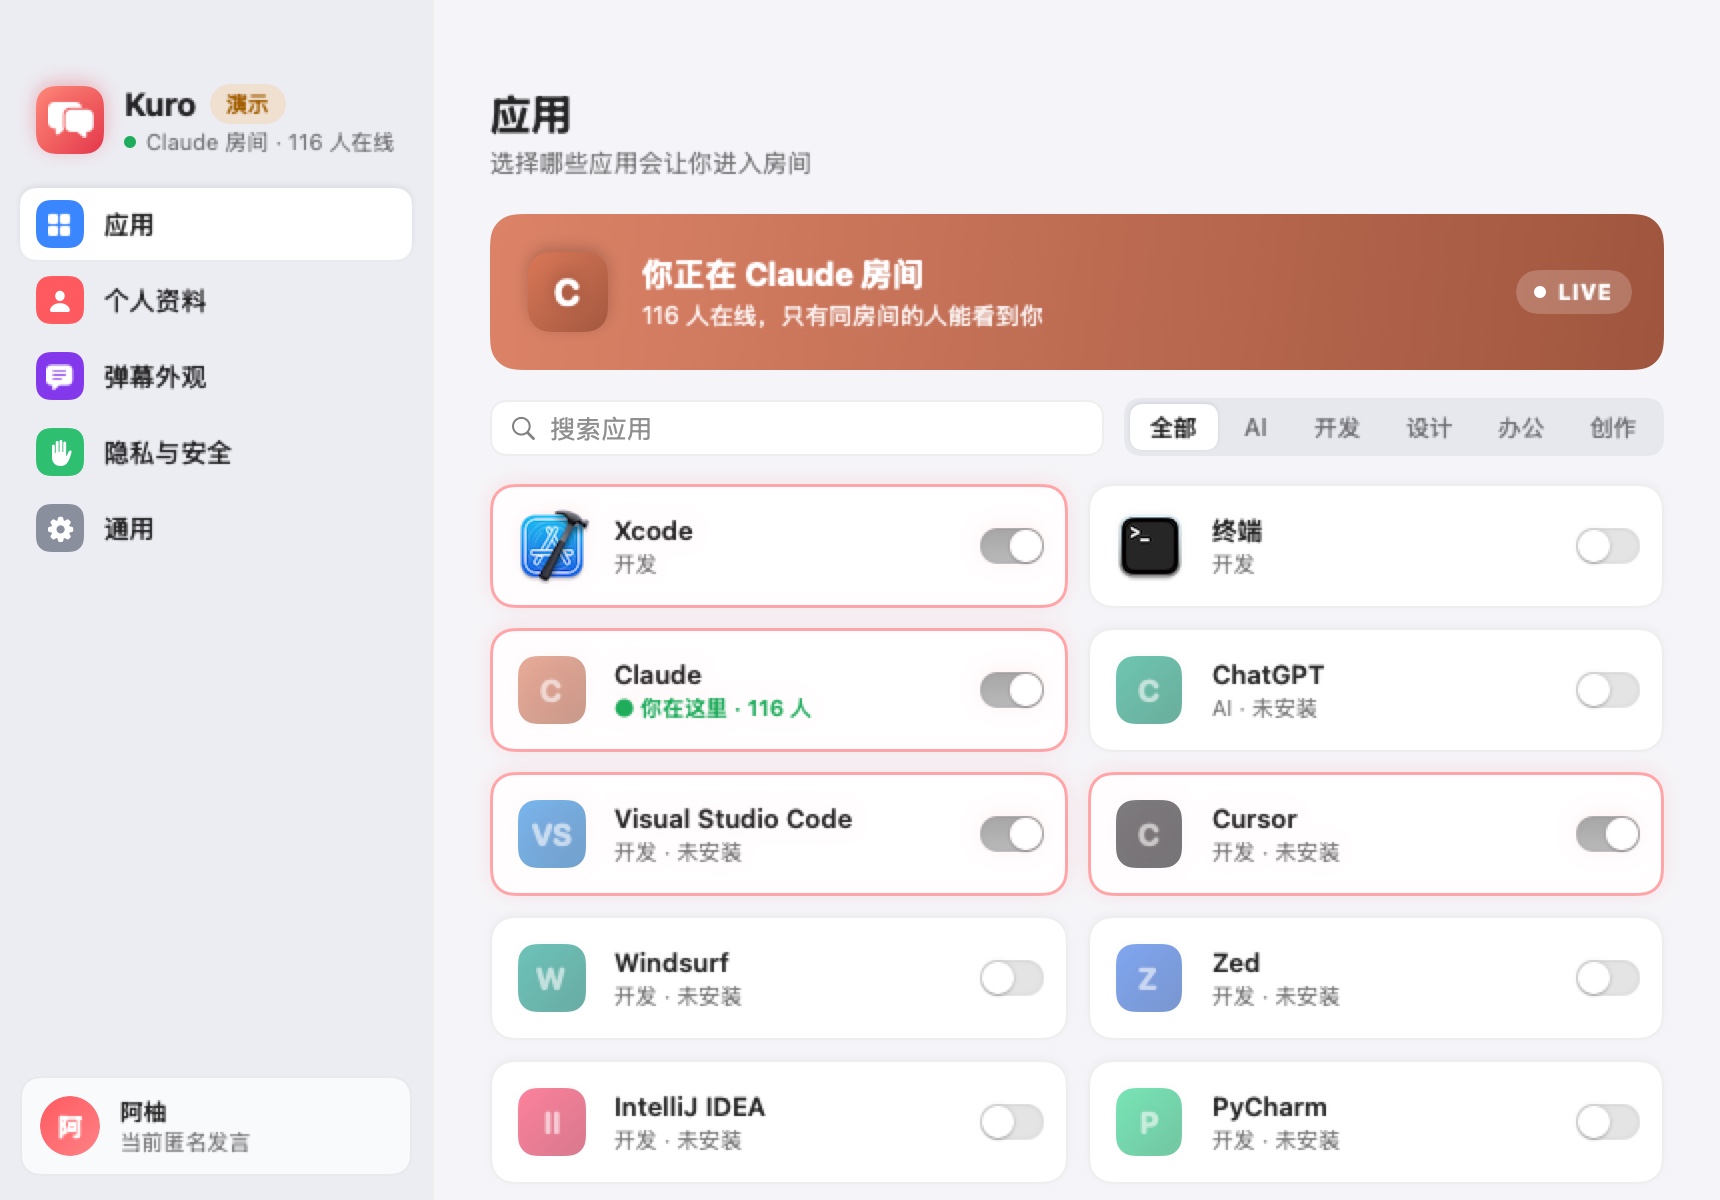 Kuro 演示
Claude 房间 · 116 人在线
应用
个人资料
弹幕外观
隐私与安全
通用
阿
阿柚
当前匿名发言
应用
选择哪些应用会让你进入房间
C
你正在 Claude 房间
116 人在线，只有同房间的人能看到你
LIVE
搜索应用
全部 AI 开发 设计 办公 创作
Xcode
开发
>_
终端
开发
C
Claude
你在这里 · 116 人
C
ChatGPT
AI · 未安装
VS
Visual Studio Code
开发 · 未安装
C
Cursor
开发 · 未安装
W
Windsurf
开发 · 未安装
Z
Zed
开发 · 未安装
II
IntelliJ IDEA
开发 · 未安装
P
PyCharm
开发 · 未安装